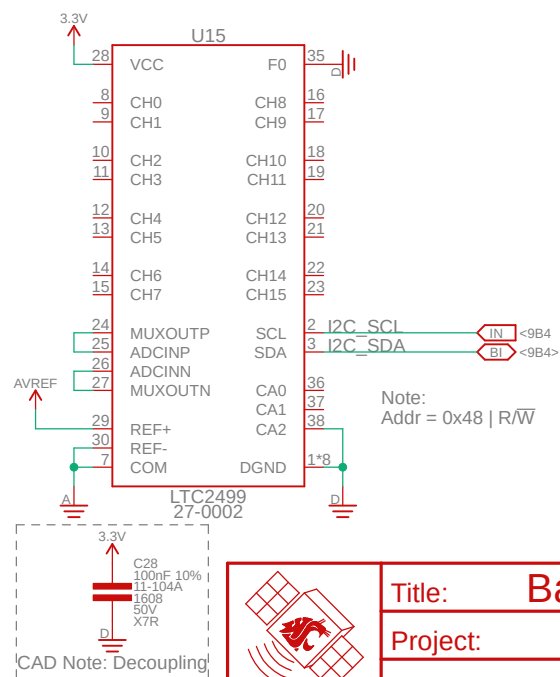 3.3V
U15
28 VCC F0 35 D
8 CH0 CH8 16
9 CH1 CH9 17
10 CH2 CH10 18
11 CH3 CH11 19
12 CH4 CH12 20
13 CH5 CH13 21
14 CH6 CH14 22
15 CH7 CH15 23
24 MUXOUTP SCL 2 I2C_SCL IN <9B4
25 ADCINP SDA 3 I2C_SDA BI <9B4>
26 ADCINN
27 MUXOUTN CA0 36
CA1 37
AVREF
29 REF+ CA2 38
30 REF-
7 COM DGND 1*8
Note:
Addr = 0x48 | R/W
A
D
LTC2499
27-0002
3.3V
C28
100nF 10%
11-104A
1608
50V
X7R
D
CAD Note: Decoupling
Title: Ba
Project: